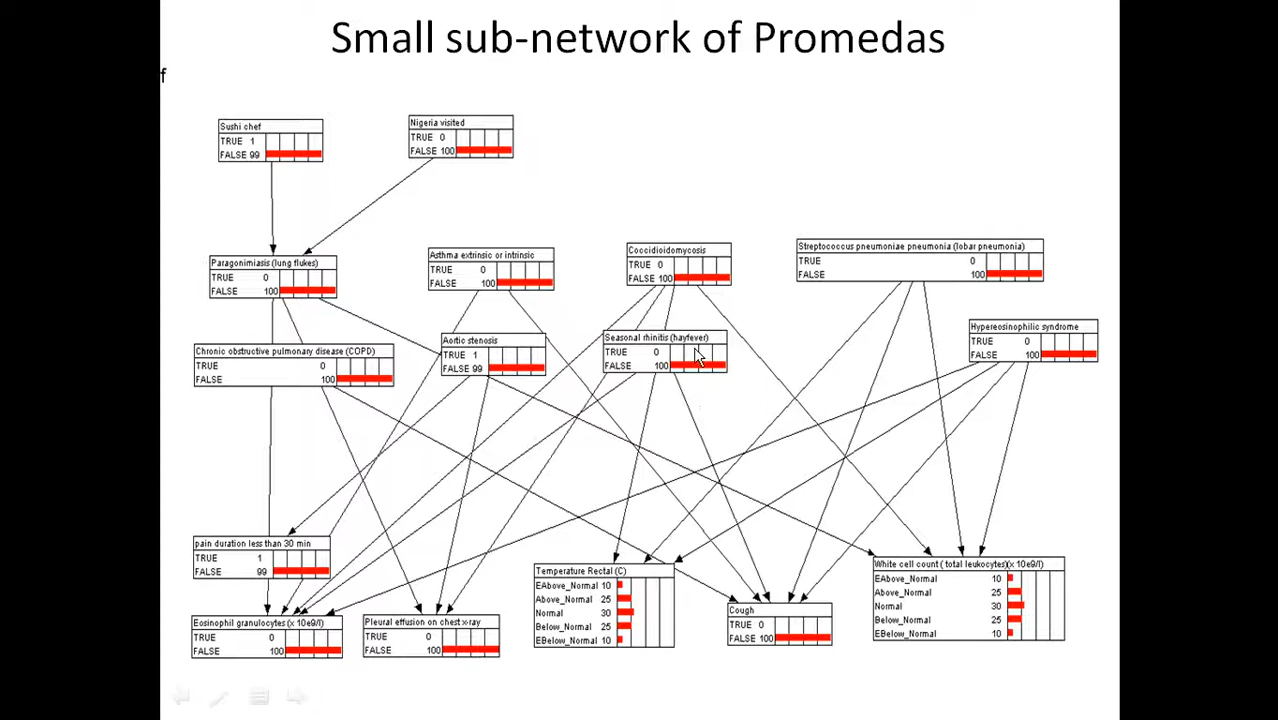 Small sub-network of Promedas
f
Sushi chef
TRUE 1
FALSE 99
Nigeria visited
TRUE 0
FALSE 100
Paragonimiasis (lung flukes)
TRUE 0
FALSE 100
Asthma extrinsic or intrinsic
TRUE 0
FALSE 100
Coccidioidomycosis
TRUE 0
FALSE 100
Streptococcus pneumoniae pneumonia (lobar pneumonia)
TRUE 0
FALSE 100
Chronic obstructive pulmonary disease (COPD)
TRUE 0
FALSE 100
Aortic stenosis
TRUE 1
FALSE 99
Seasonal rhinitis (hayfever)
TRUE 0
FALSE 100
Hypereosinophilic syndrome
TRUE 0
FALSE 100
pain duration less than 30 min
TRUE 1
FALSE 99
Eosinophil granulocytes (x 10e9/l)
TRUE 0
FALSE 100
Pleural effusion on chest x-ray
TRUE 0
FALSE 100
Temperature Rectal (C)
EAbove_Normal 10
Above_Normal 25
Normal 30
Below_Normal 25
EBelow_Normal 10
Cough
TRUE 0
FALSE 100
White cell count ( total leukocytes)(x 10e9/l)
EAbove_Normal 10
Above_Normal 25
Normal 30
Below_Normal 25
EBelow_Normal 10